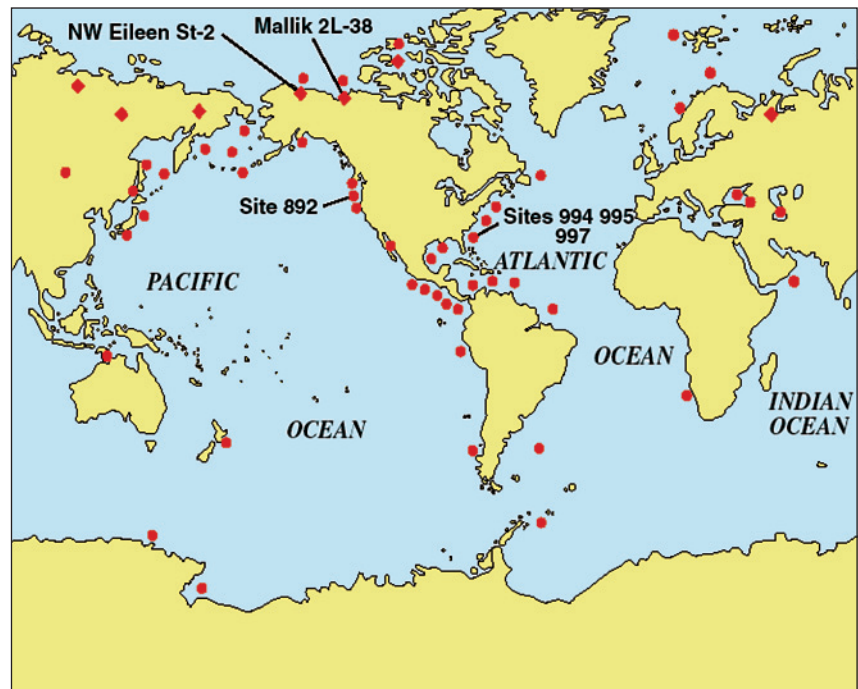 NW Eileen St-2
Mallik 2L-38
Site 892
Sites 994 995
997
PACIFIC
ATLANTIC
OCEAN
OCEAN
INDIAN
OCEAN